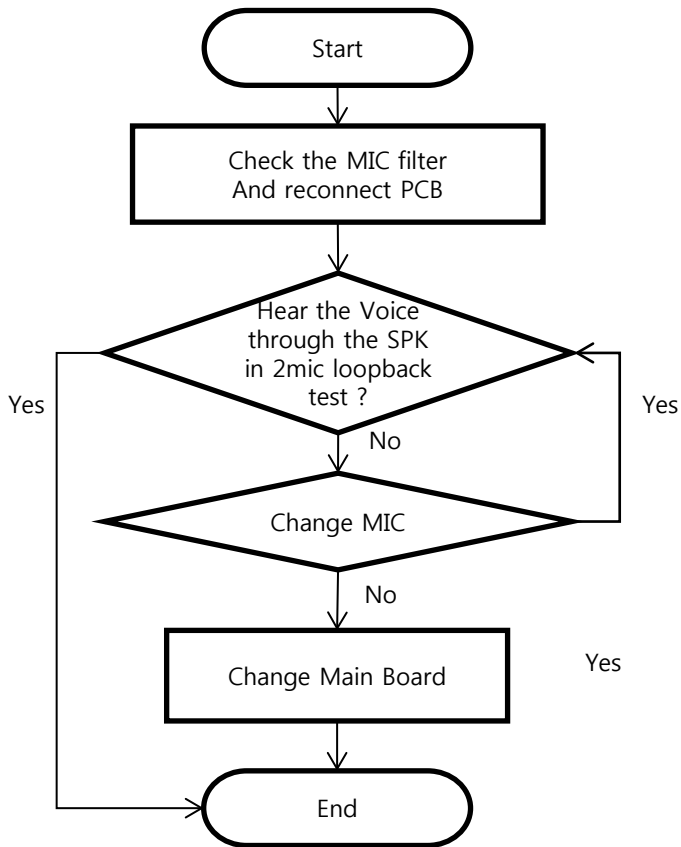 Start
Check the MIC filter
And reconnect PCB
Hear the Voice
through the SPK
in 2mic loopback
test ?
Yes
Yes
No
Change MIC
No
Change Main Board
Yes
End